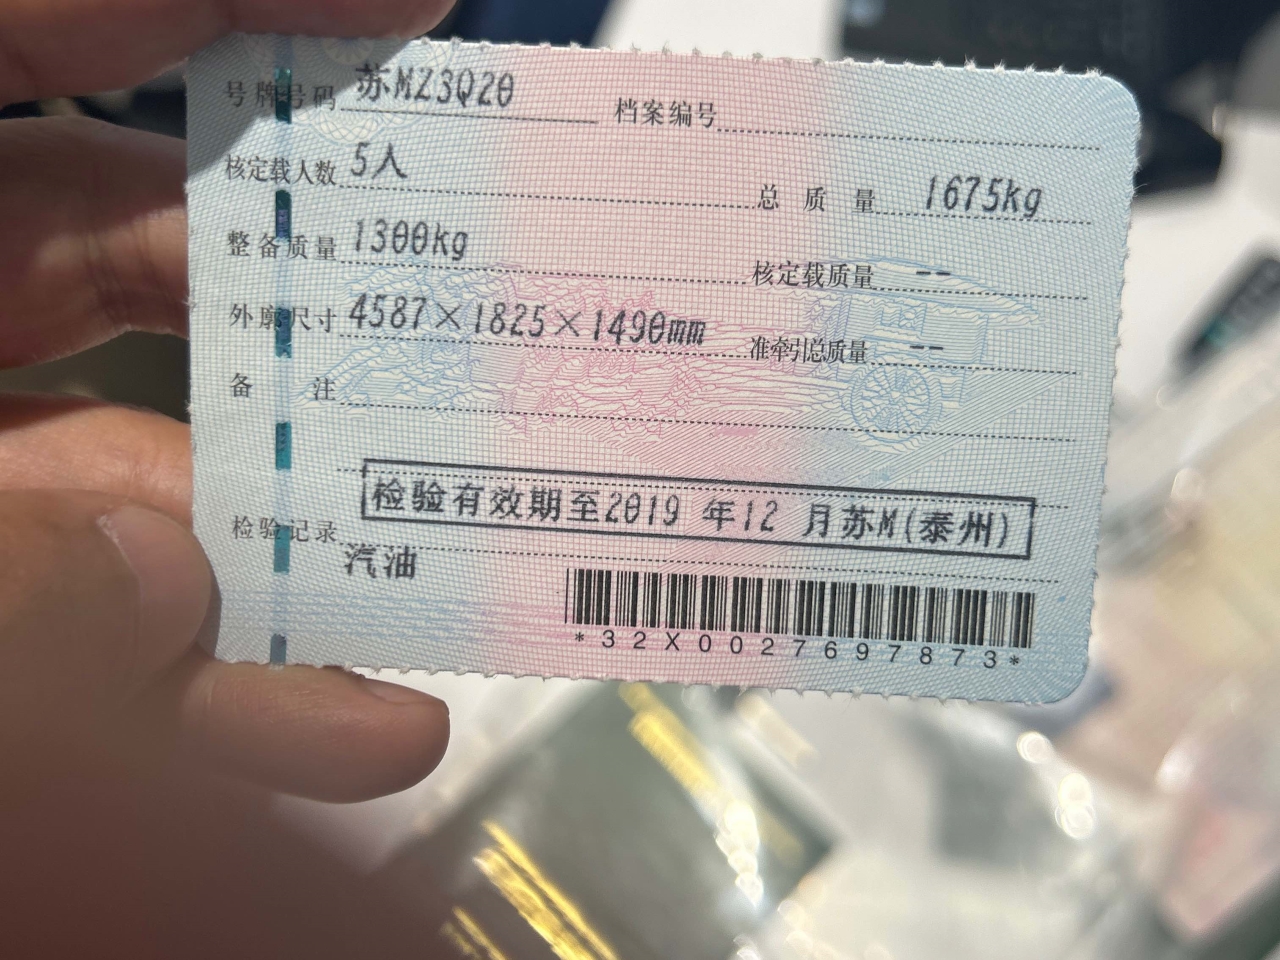 号牌号码 苏MZ3Q20 档案编号
核定载人数 5人 总质量 1675kg
整备质量 1300kg 核定载质量 --
外廓尺寸 4587×1825×1490mm 准牵引总质量 --
备注
检验记录 检验有效期至2019 年12 月苏M(泰州)
汽油
*32X0027697873*